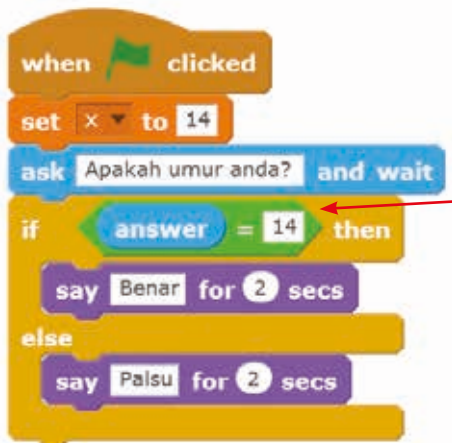 when clicked
set x to 14
ask Apakah umur anda? and wait
if answer = 14 then
say Benar for 2 secs
else
say Palsu for 2 secs